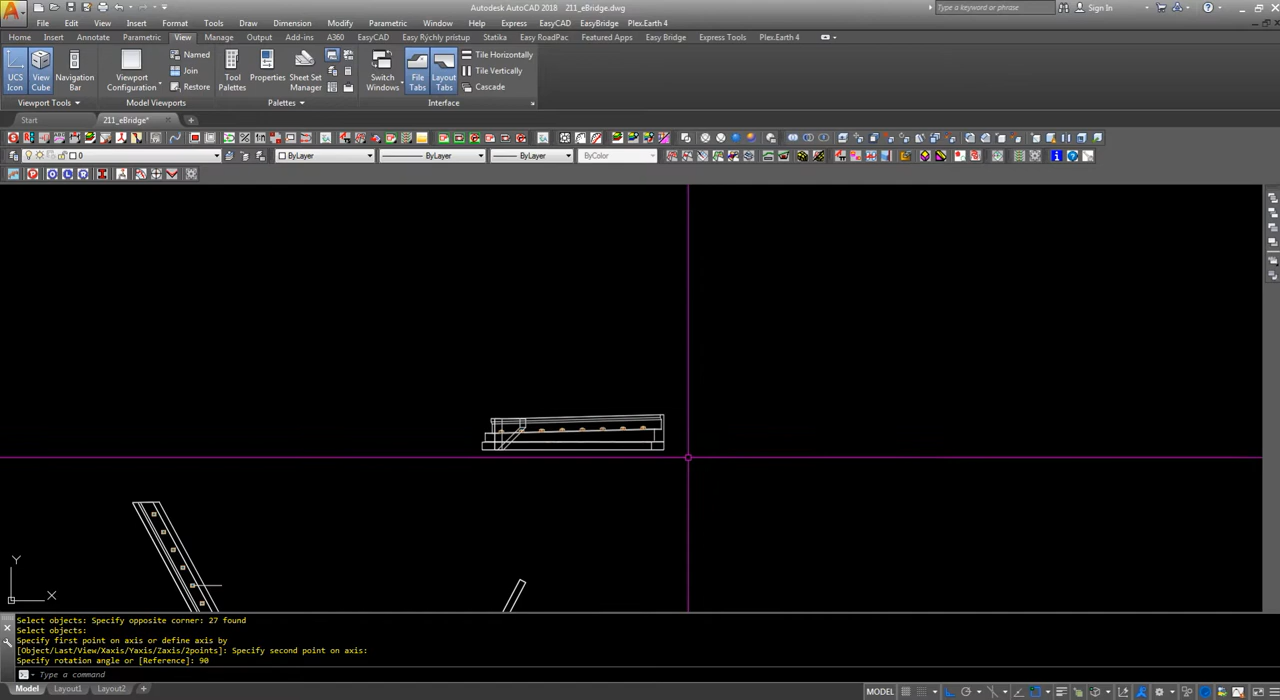 Autodesk AutoCAD 2018   211_eBridge.dwg
Type a keyword or phrase
Sign In
File Edit View Insert Format Tools Draw Dimension Modify Parametric Window Help Express EasyCAD EasyBridge Plex.Earth 4
Home Insert Annotate Parametric View Manage Output Add-ins A360 EasyCAD Easy Rýchly prístup Statika Easy RoadPac Featured Apps Easy Bridge Express Tools Plex.Earth 4
UCS Icon
View Cube
Navigation Bar
Viewport Configuration
Named
Join
Restore
Tool Palettes
Properties
Sheet Set Manager
Switch Windows
File Tabs
Layout Tabs
Tile Horizontally
Tile Vertically
Cascade
Viewport Tools
Model Viewports
Palettes
Interface
Start
211_eBridge*
0
ByLayer
ByLayer
ByLayer
ByColor
Y
X
Select objects: Specify opposite corner: 27 found
Select objects:
Specify first point on axis or define axis by
[Object/Last/View/Xaxis/Yaxis/Zaxis/2points]: Specify second point on axis:
Specify rotation angle or [Reference]: 90
Type a command
Model Layout1 Layout2 +
MODEL